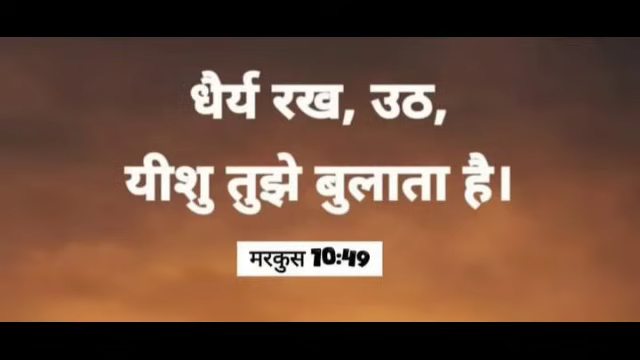 धैर्य रख, उठ,
यीशु तुझे बुलाता है।
मरकुस 10:49